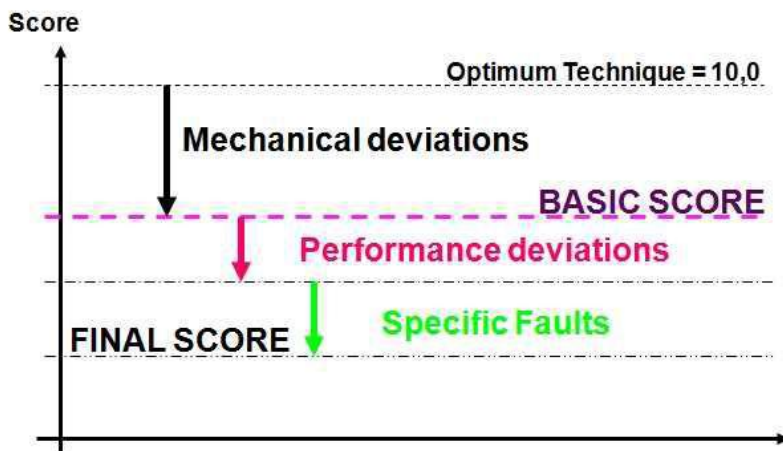 Score
Optimum Technique = 10,0
Mechanical deviations
BASIC SCORE
Performance deviations
Specific Faults
FINAL SCORE